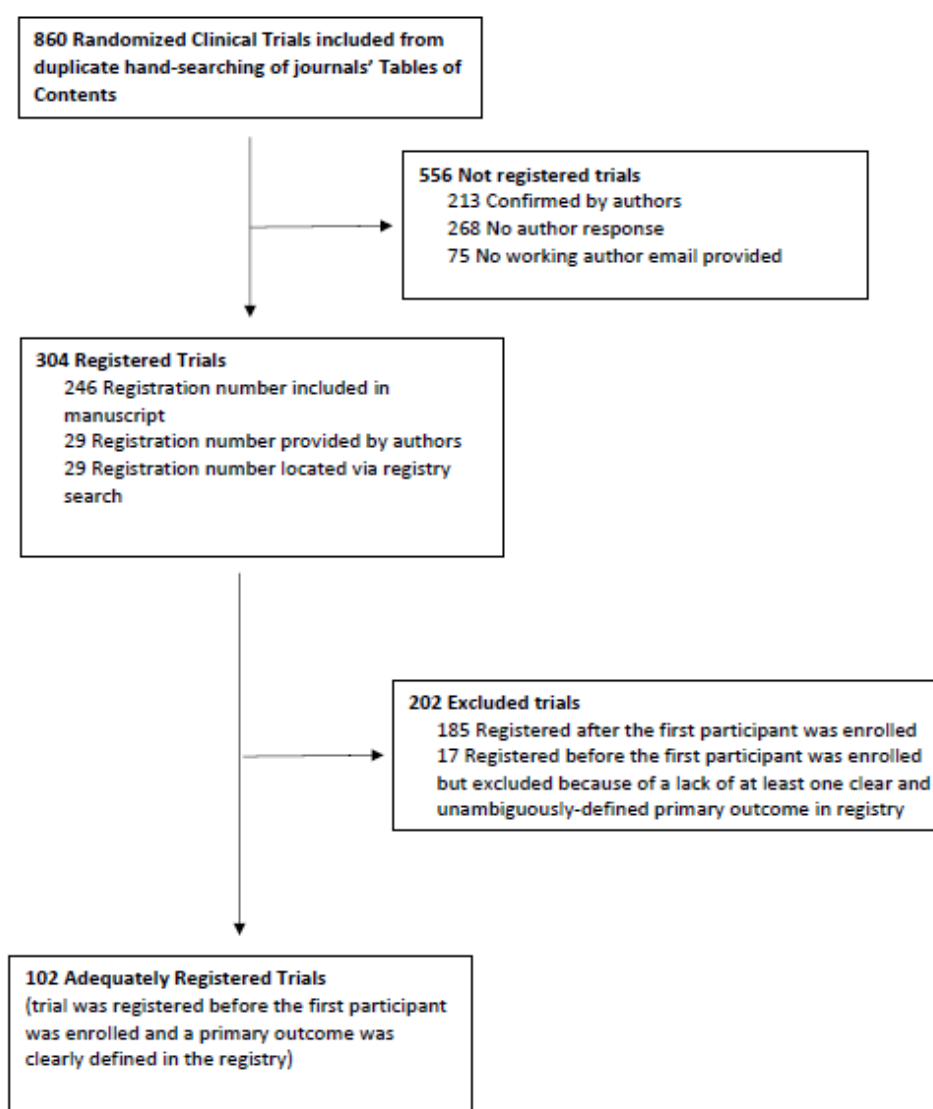 860 Randomized Clinical Trials included from
duplicate hand-searching of journals' Tables of
Contents
556 Not registered trials
213 Confirmed by authors
268 No author response
75 No working author email provided
304 Registered Trials
246 Registration number included in
manuscript
29 Registration number provided by authors
29 Registration number located via registry
search
202 Excluded trials
185 Registered after the first participant was enrolled
17 Registered before the first participant was enrolled
but excluded because of a lack of at least one clear and
unambiguously-defined primary outcome in registry
102 Adequately Registered Trials
(trial was registered before the first participant
was enrolled and a primary outcome was
clearly defined in the registry)